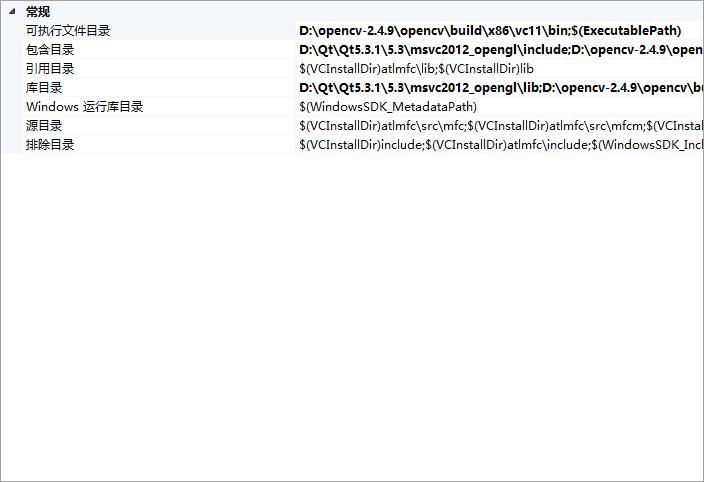 常规
可执行文件目录 D:\opencv-2.4.9\opencv\build\x86\vc11\bin;$(ExecutablePath)
包含目录 D:\Qt\Qt5.3.1\5.3\msvc2012_opengl\include;D:\opencv-2.4.9\open
引用目录 $(VCInstallDir)atlmfc\lib;$(VCInstallDir)lib
库目录 D:\Qt\Qt5.3.1\5.3\msvc2012_opengl\lib;D:\opencv-2.4.9\opencv\bu
Windows 运行库目录 $(WindowsSDK_MetadataPath)
源目录 $(VCInstallDir)atlmfc\src\mfc;$(VCInstallDir)atlmfc\src\mfcm;$(VCInst
排除目录 $(VCInstallDir)include;$(VCInstallDir)atlmfc\include;$(WindowsSDK_Incl